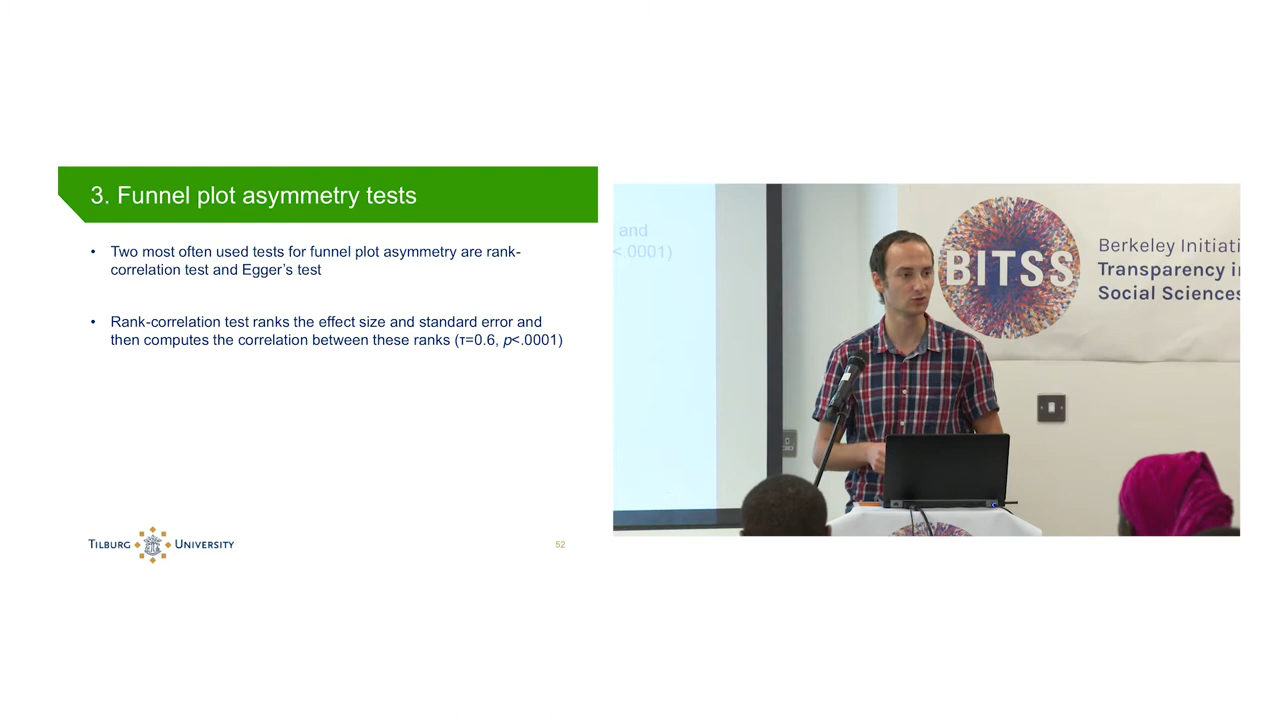 3. Funnel plot asymmetry tests
• Two most often used tests for funnel plot asymmetry are rank-
correlation test and Egger's test
• Rank-correlation test ranks the effect size and standard error and
then computes the correlation between these ranks (τ=0.6, p<.0001)
TILBURG UNIVERSITY
52
and
<.0001)
BITSS
Berkeley Initiati
Transparency i
Social Sciences